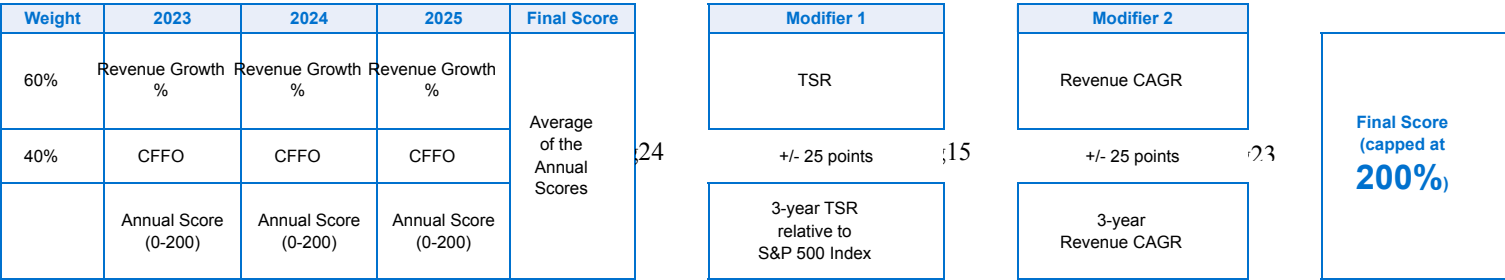 Weight 2023 2024 2025 Final Score Modifier 1 Modifier 2
60% Revenue Growth % Revenue Growth % Revenue Growth % TSR Revenue CAGR
Average of the Annual Scores
Final Score (capped at 200%)
40% CFFO CFFO CFFO 24 +/- 25 points 15 +/- 25 points 23
Annual Score (0-200) Annual Score (0-200) Annual Score (0-200)
3-year TSR relative to S&P 500 Index
3-year Revenue CAGR